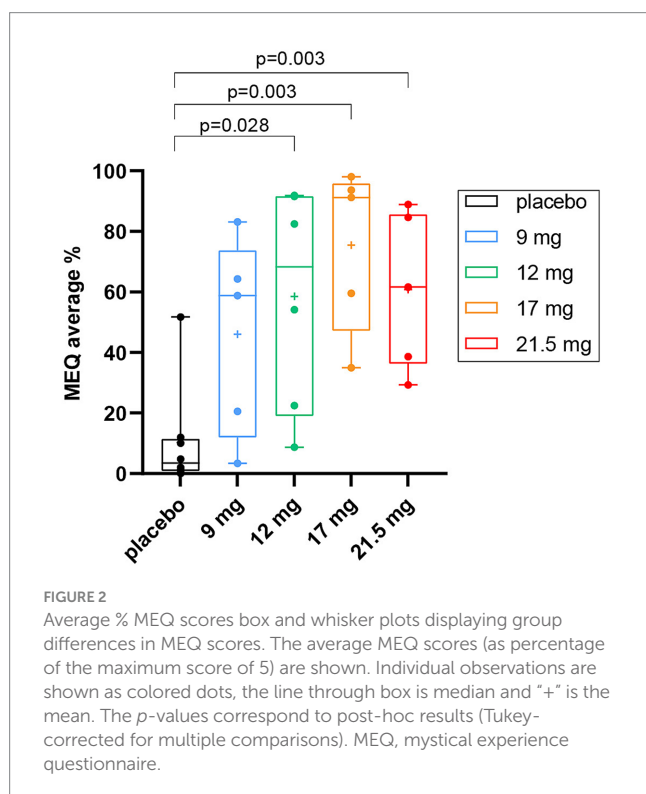 p=0.003
p=0.003
p=0.028
MEQ average %
100
80
60
40
20
0
placebo
9 mg
12 mg
17 mg
21.5 mg
placebo
9 mg
12 mg
17 mg
21.5 mg
FIGURE 2
Average % MEQ scores box and whisker plots displaying group
differences in MEQ scores. The average MEQ scores (as percentage
of the maximum score of 5) are shown. Individual observations are
shown as colored dots, the line through box is median and “+” is the
mean. The p-values correspond to post-hoc results (Tukey-
corrected for multiple comparisons). MEQ, mystical experience
questionnaire.